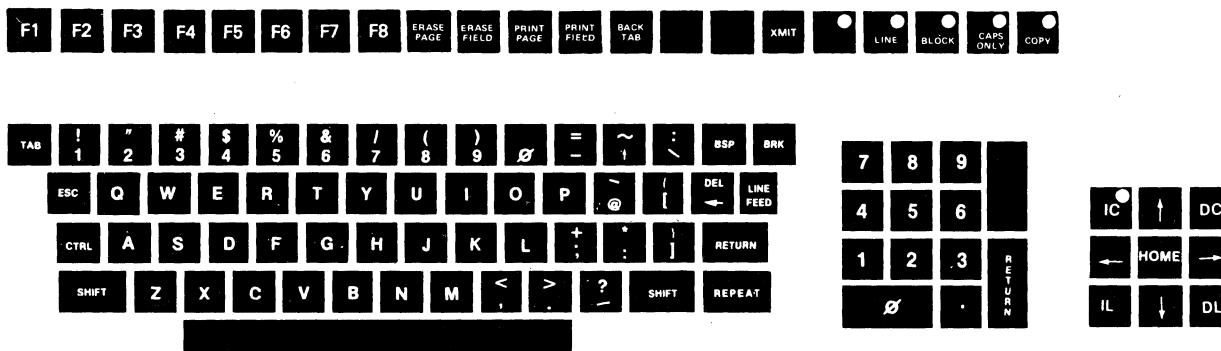 F1 F2 F3 F4 F5 F6 F7 F8 ERASE PAGE ERASE FIELD PRINT PAGE PRINT FIELD BACK TAB XMIT LINE BLOCK CAPS ONLY COPY
TAB ! 1 " 2 # 3 $ 4 % 5 & 6 / 7 ( 8 ) 9 Ø = - ~ ↑ : \ BSP BRK
7 8 9
ESC Q W E R T Y U I O P @ [ DEL ← LINE FEED
4 5 6
IC ↑ DC
CTRL A S D F G H J K L + ; * : ] RETURN
1 2 3 RETURN
← HOME →
SHIFT Z X C V B N M < , > . ? — SHIFT REPEAT
Ø .
IL ↓ DL